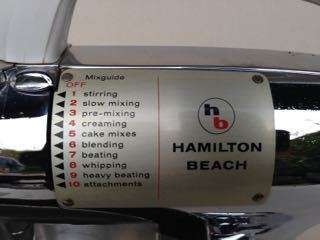 Mixguide
OFF
1 stirring
2 slow mixing
3 pre-mixing
4 creaming
5 cake mixes
6 blending
7 beating
8 whipping
9 heavy beating
10 attachments
hb
HAMILTON
BEACH